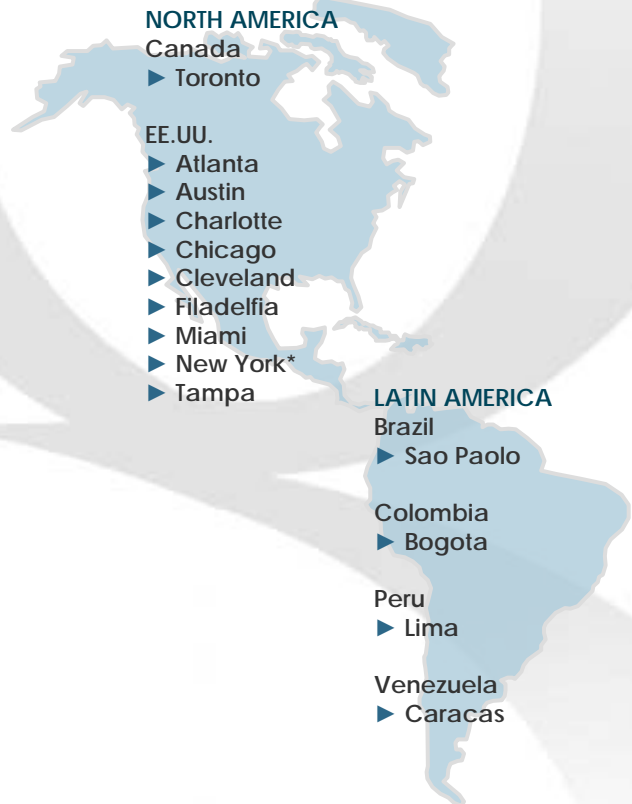 NORTH AMERICA
Canada
► Toronto
EE.UU.
► Atlanta
► Austin
► Charlotte
► Chicago
► Cleveland
► Filadelfia
► Miami
► New York*
► Tampa
LATIN AMERICA
Brazil
► Sao Paolo
Colombia
► Bogota
Peru
► Lima
Venezuela
► Caracas